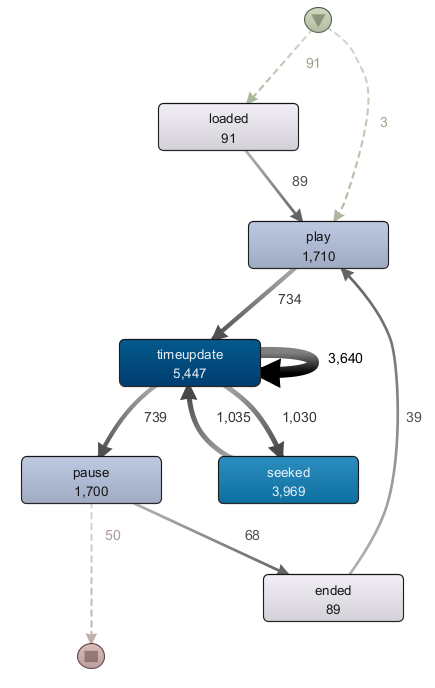 91
3
loaded
91
89
play
1,710
734
timeupdate
5,447
3,640
739
1,035
1,030
39
pause
1,700
seeked
3,969
50
68
ended
89